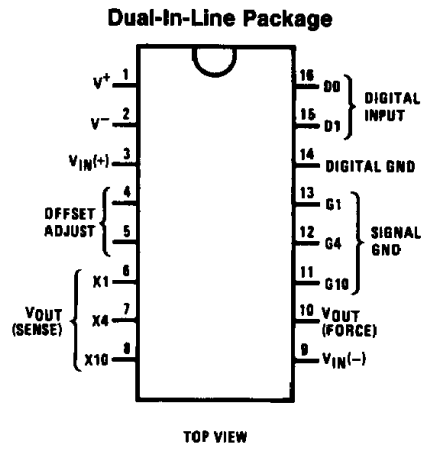 Dual-In-Line Package
V+ 1
V− 2
VIN(+) 3
OFFSET ADJUST
4
5
VOUT (SENSE)
X1 6
X4 7
X10 8
16 D0
15 D1
DIGITAL INPUT
14 DIGITAL GND
13 G1
12 G4
11 G10
SIGNAL GND
10 VOUT (FORCE)
9 VIN(−)
TOP VIEW